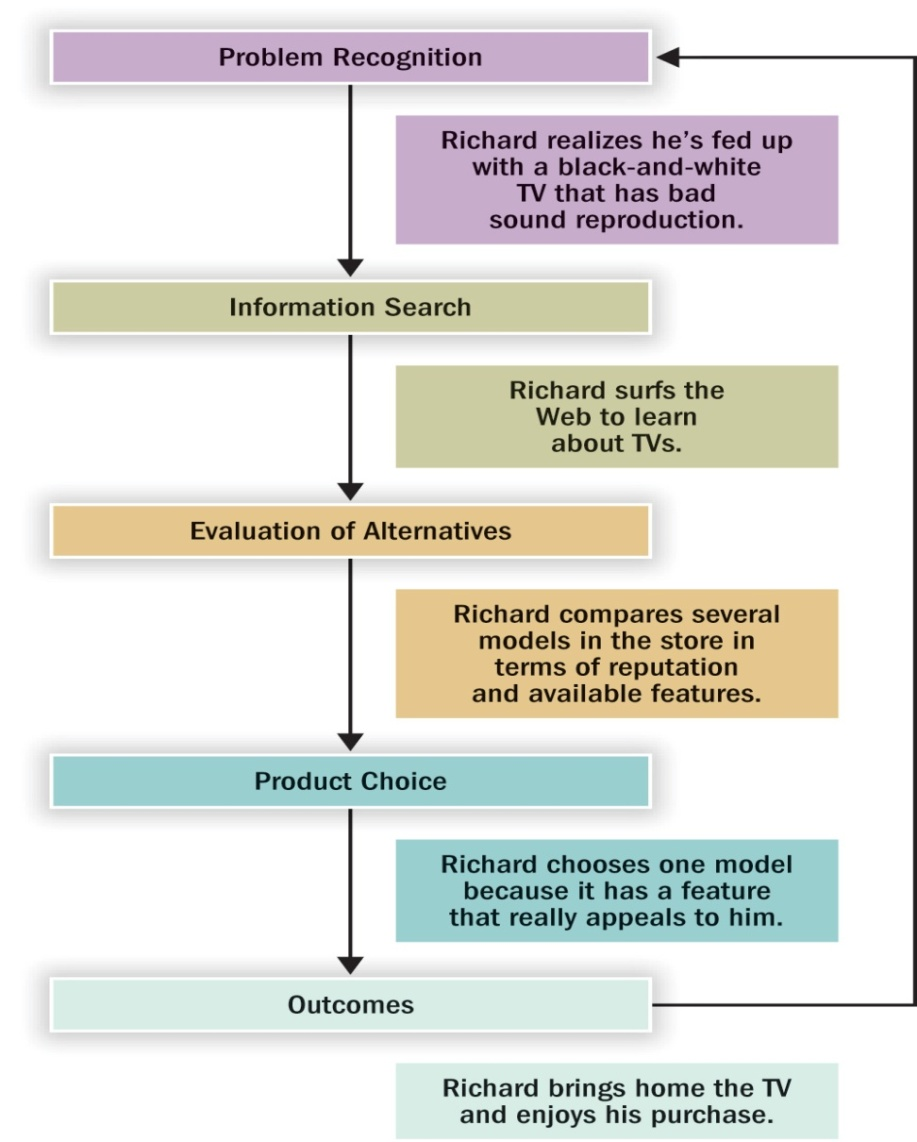 Problem Recognition
Richard realizes he’s fed up
with a black-and-white
TV that has bad
sound reproduction.
Information Search
Richard surfs the
Web to learn
about TVs.
Evaluation of Alternatives
Richard compares several
models in the store in
terms of reputation
and available features.
Product Choice
Richard chooses one model
because it has a feature
that really appeals to him.
Outcomes
Richard brings home the TV
and enjoys his purchase.